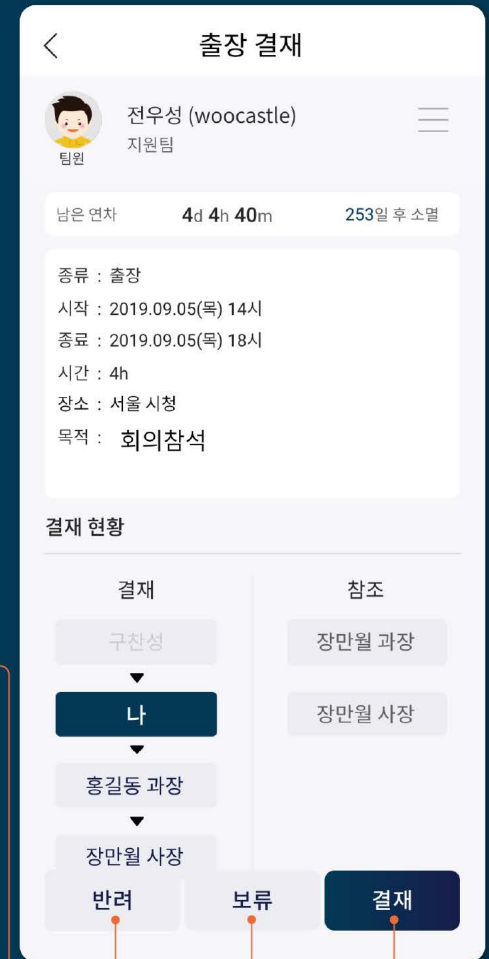 출장 결재
전우성 (woocastle)
지원팀
팀원
남은 연차 4d 4h 40m 253일 후 소멸
종류 : 출장
시작 : 2019.09.05(목) 14시
종료 : 2019.09.05(목) 18시
시간 : 4h
장소 : 서울 시청
목적 : 회의참석
결재 현황
결재 참조
구찬성 장만월 과장
나 장만월 사장
홍길동 과장
장만월 사장
반려 보류 결재